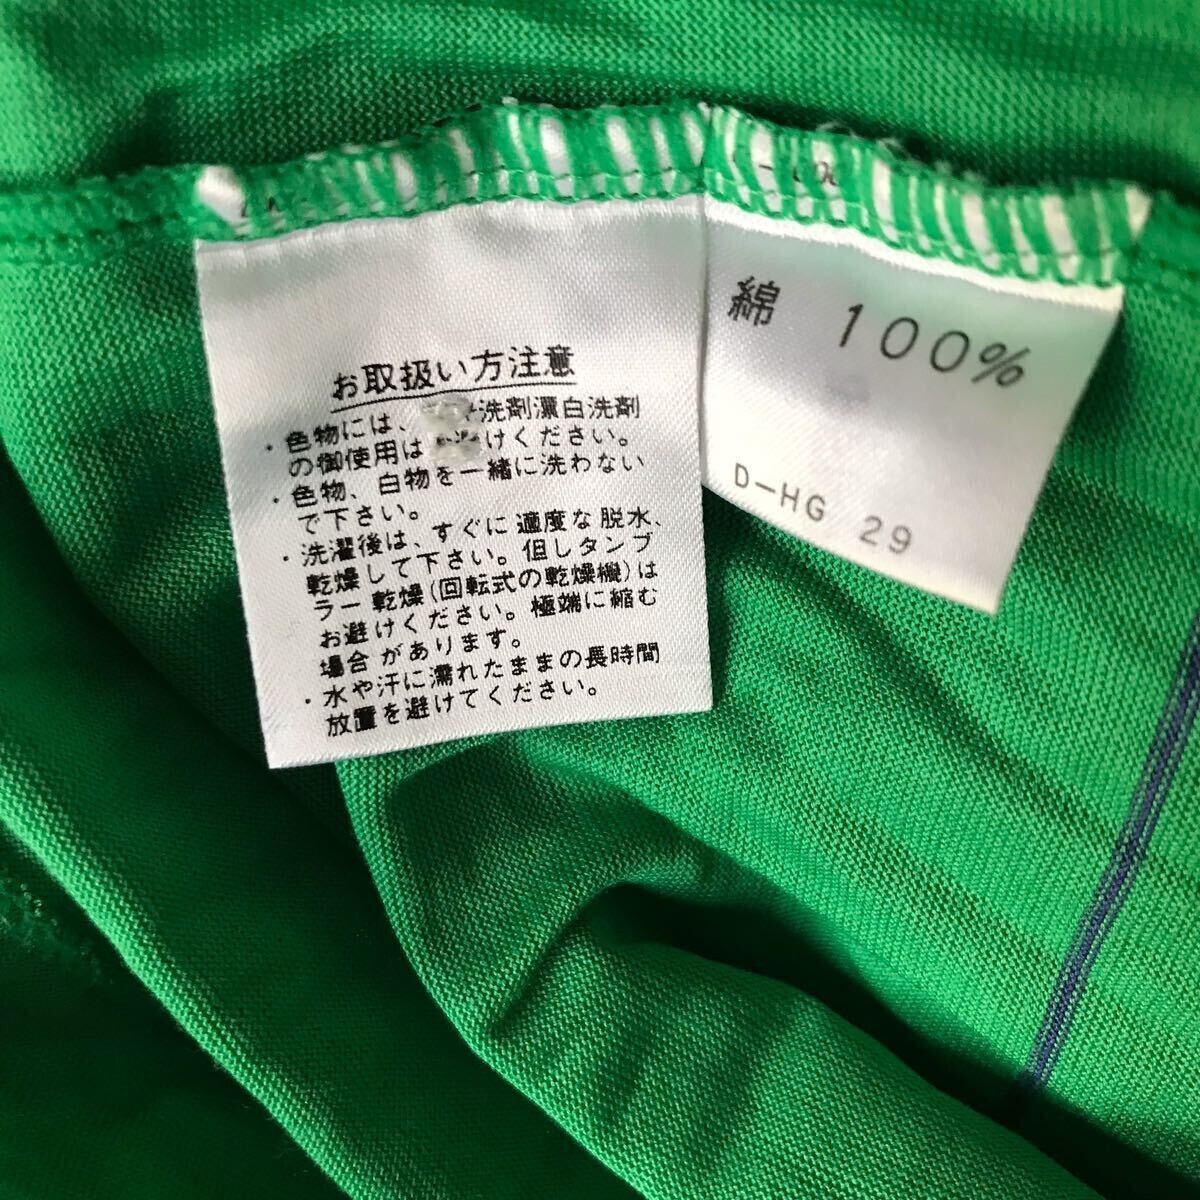 お取扱い方注意
・色物には、洗剤漂白洗剤
の御使用は けください。
・色物、白物を一緒に洗わない
で下さい。
・洗濯後は、すぐに適度な脱水、
乾燥して下さい。但しタンブ
ラー乾燥(回転式の乾燥機)は
お避けください。極端に縮む
場合があります。
・水や汗に濡れたままの長時間
放置を避けてください。
綿 100%
D-HG 29